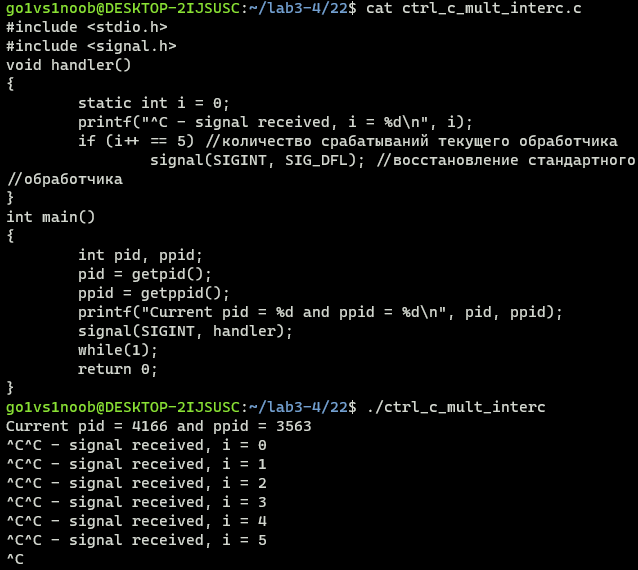 go1vs1noob@DESKTOP-2IJSUSC:~/lab3-4/22$ cat ctrl_c_mult_interc.c
#include <stdio.h>
#include <signal.h>
void handler()
{
        static int i = 0;
        printf("^C - signal received, i = %d\n", i);
        if (i++ == 5) //количество срабатываний текущего обработчика
                signal(SIGINT, SIG_DFL); //восстановление стандартного
//обработчика
}
int main()
{
        int pid, ppid;
        pid = getpid();
        ppid = getppid();
        printf("Current pid = %d and ppid = %d\n", pid, ppid);
        signal(SIGINT, handler);
        while(1);
        return 0;
}
go1vs1noob@DESKTOP-2IJSUSC:~/lab3-4/22$ ./ctrl_c_mult_interc
Current pid = 4166 and ppid = 3563
^C^C - signal received, i = 0
^C^C - signal received, i = 1
^C^C - signal received, i = 2
^C^C - signal received, i = 3
^C^C - signal received, i = 4
^C^C - signal received, i = 5
^C